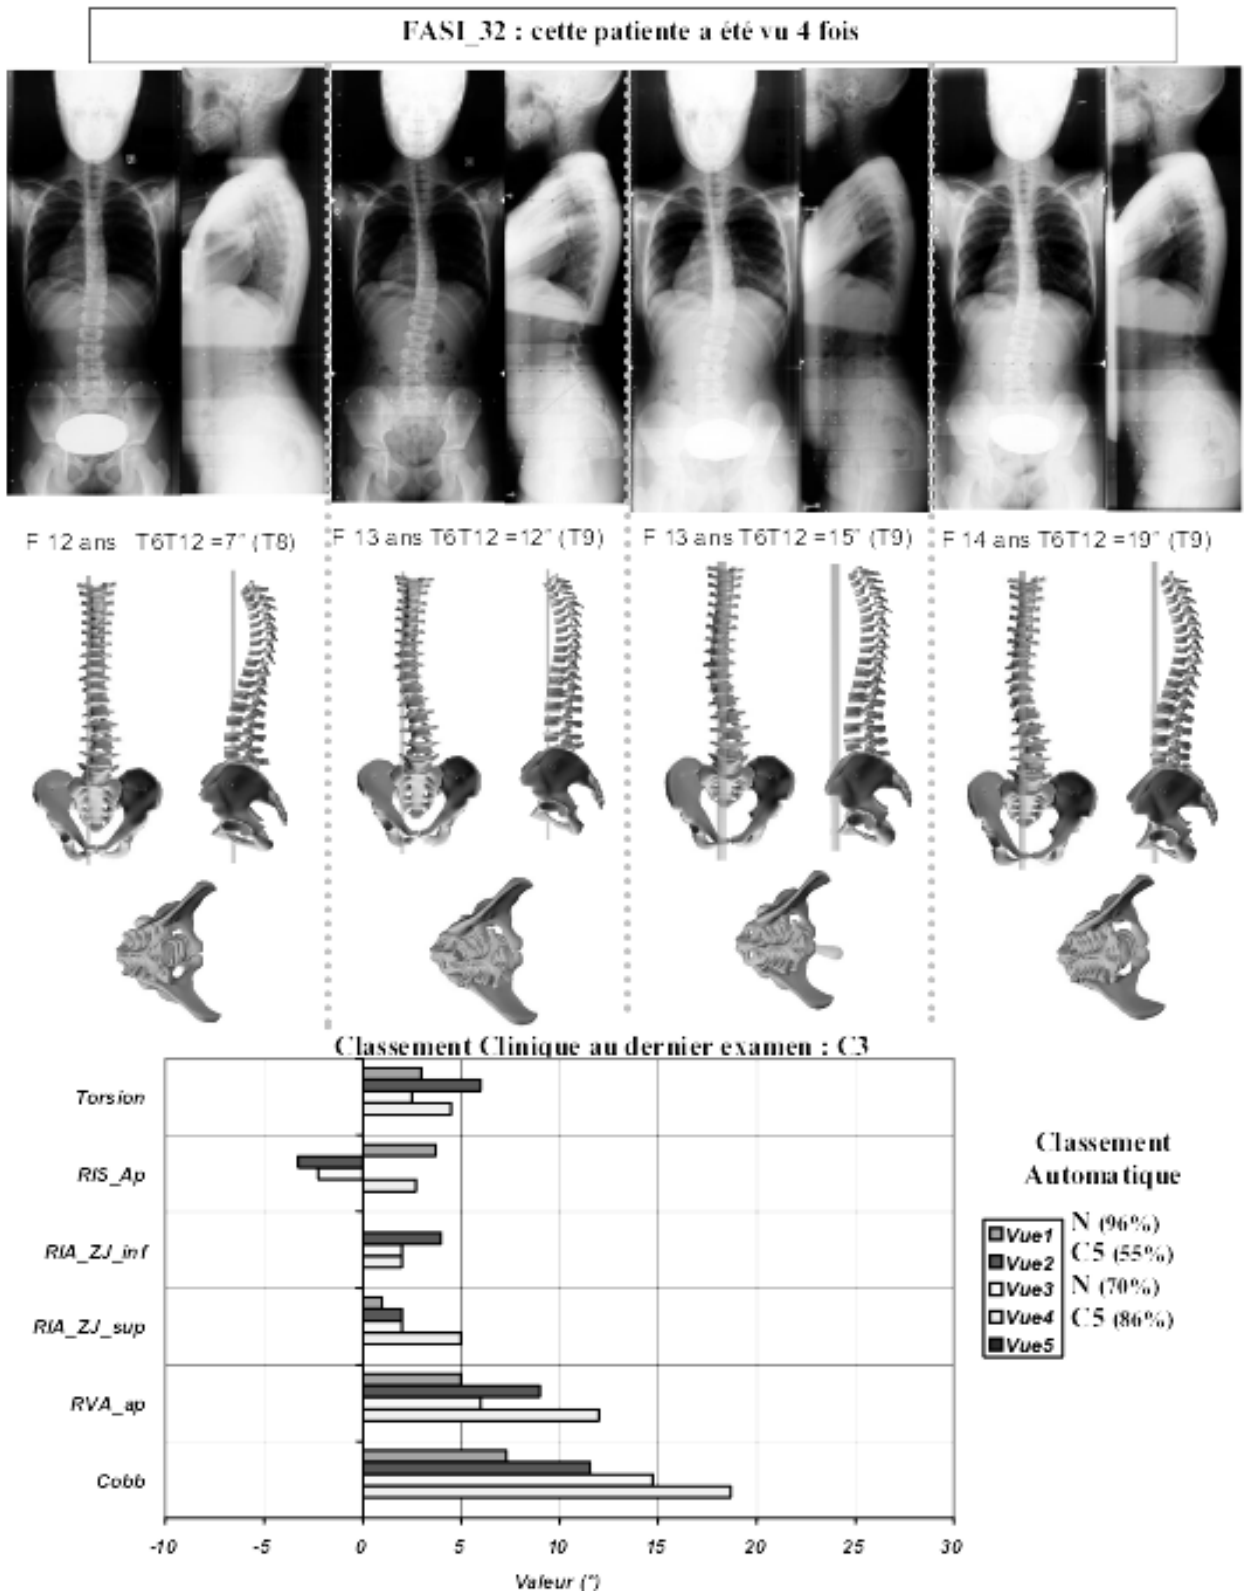 FASI_32 : cette patiente a été vu 4 fois
F 12 ans T6T12 =7° (T8)
F 13 ans T6T12 =12° (T9)
F 13 ans T6T12 =15° (T9)
F 14 ans T6T12 =19° (T9)
Classement Clinique au dernier examen : C3
Torsion
RIS_Ap
RIA_ZJ_inf
RIA_ZJ_sup
RVA_ap
Cobb
-10 -5 0 5 10 15 20 25 30
Valeur (°)
Classement
Automatique
Vue1 N (96%)
Vue2 C5 (55%)
Vue3 N (70%)
Vue4 C5 (86%)
Vue5